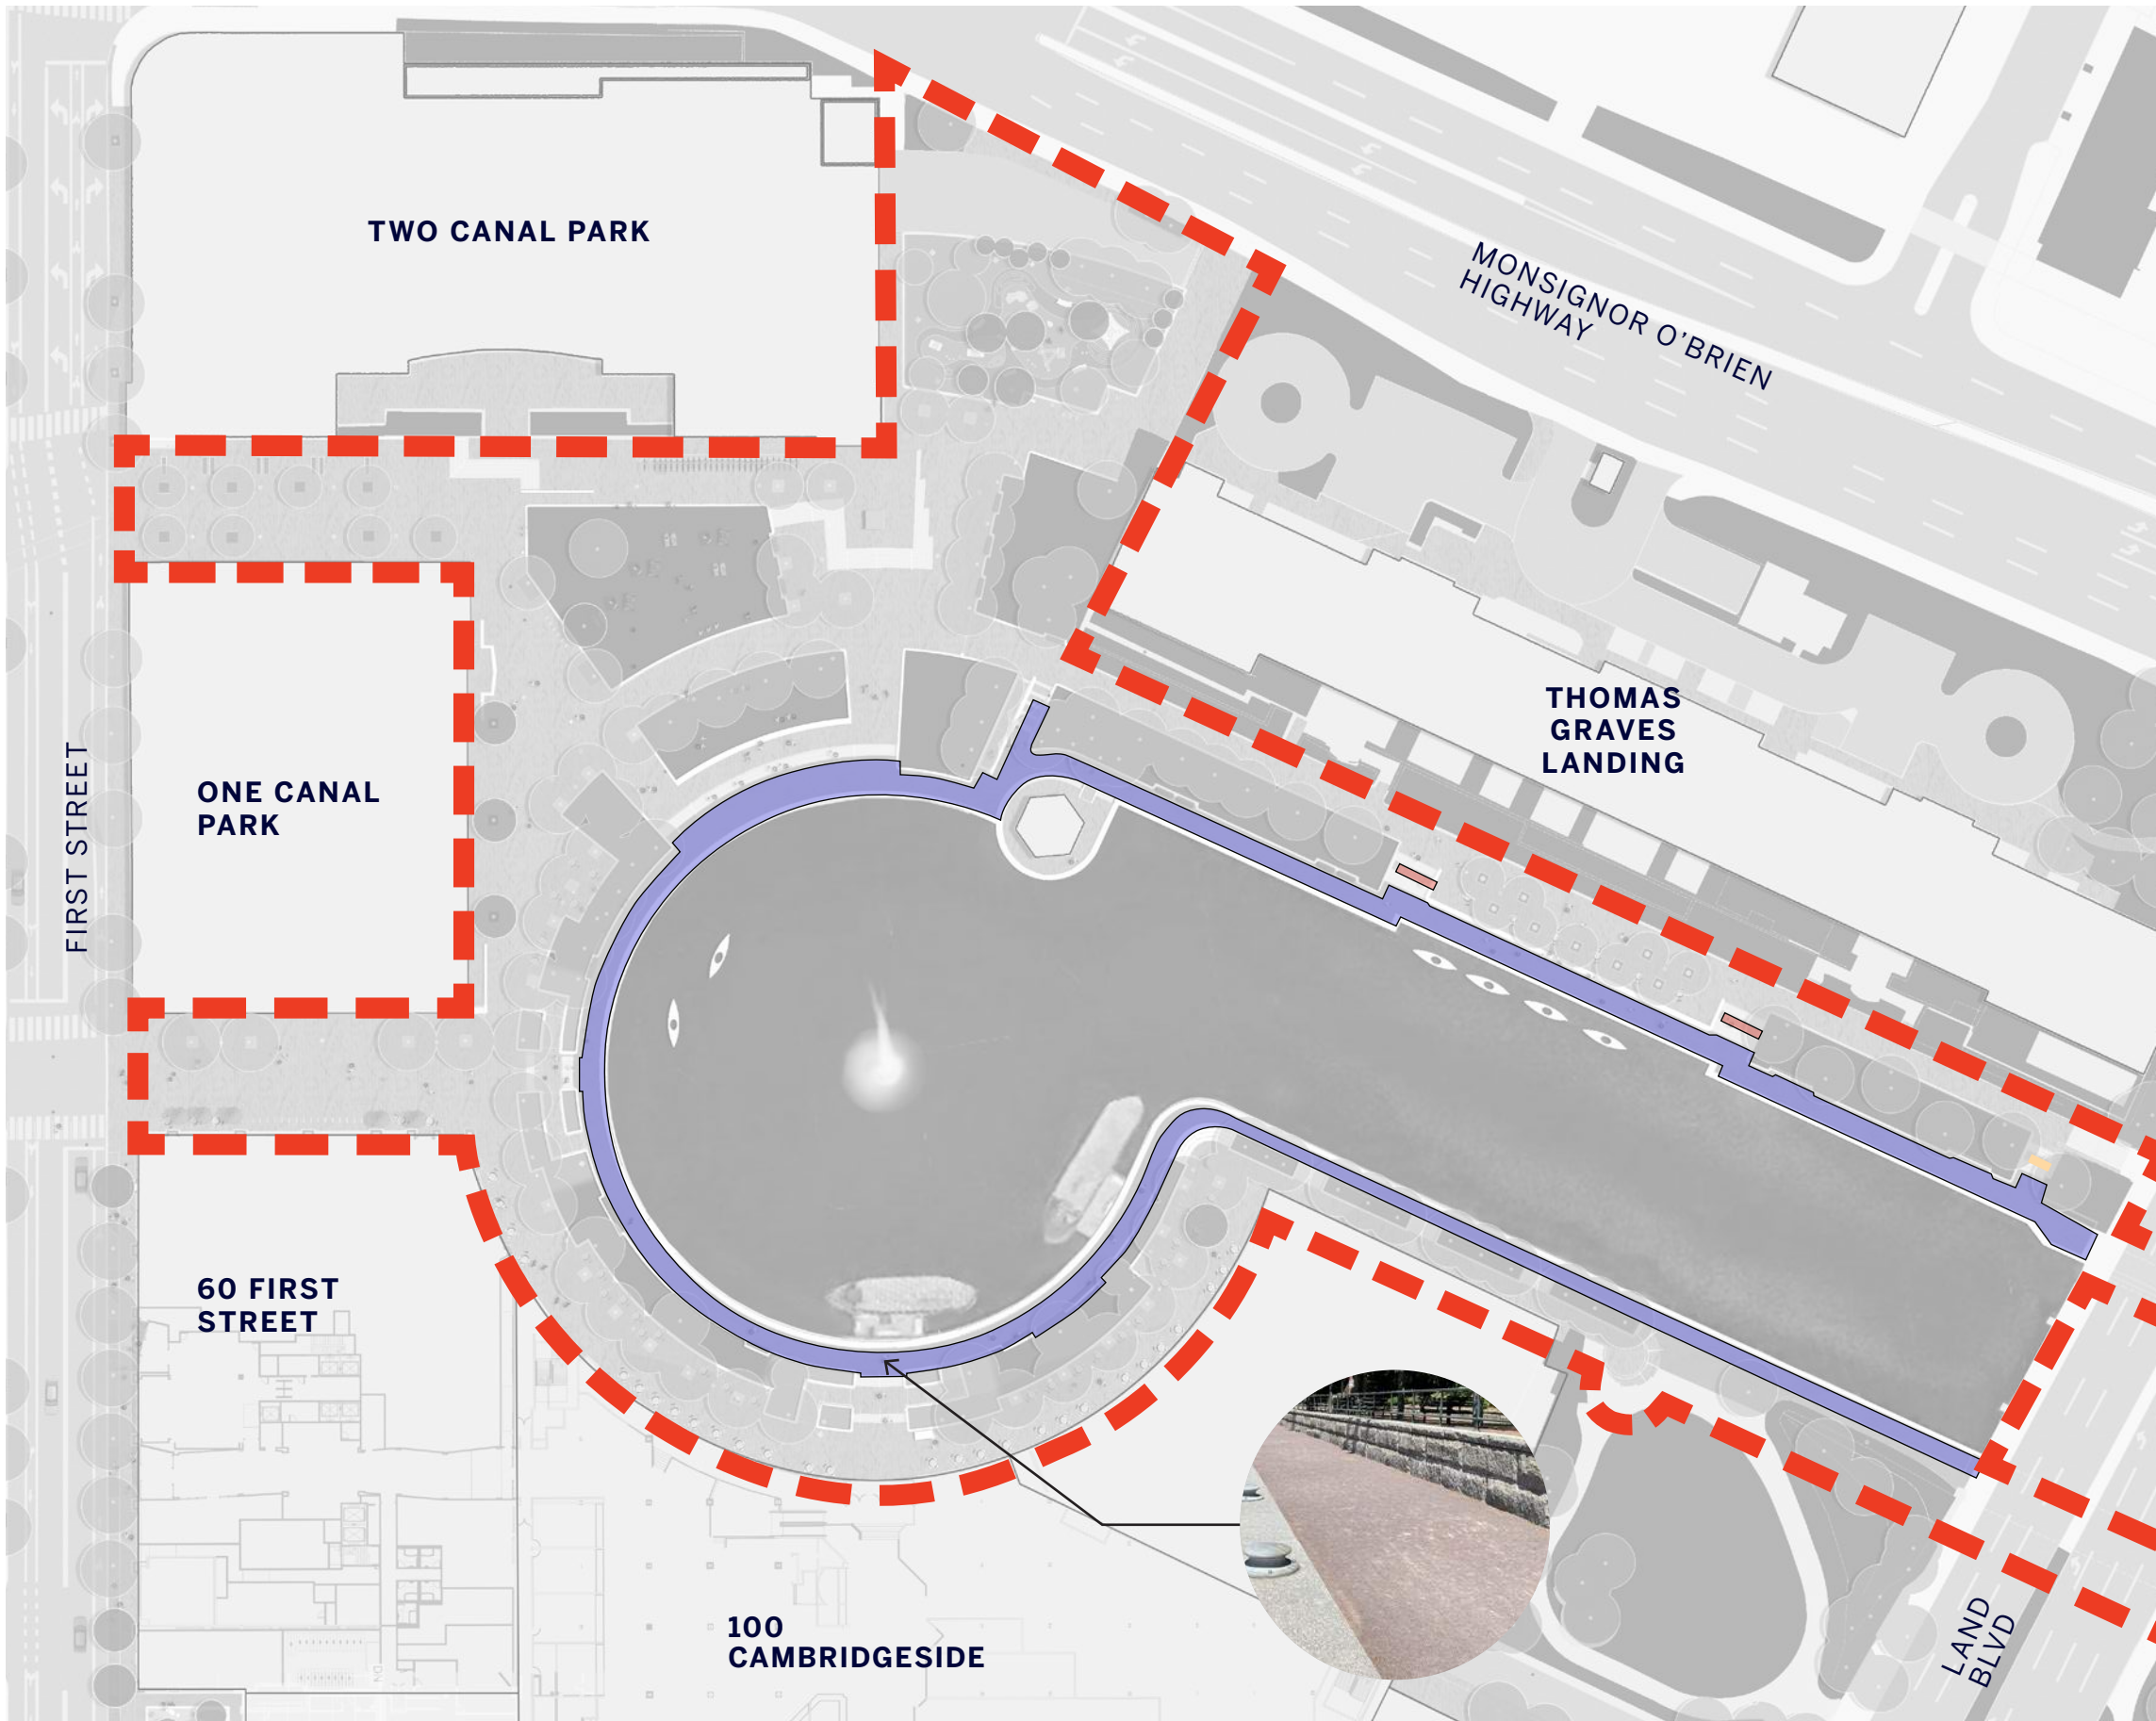 TWO CANAL PARK
MONSIGNOR O'BRIEN
HIGHWAY
THOMAS
GRAVES
LANDING
ONE CANAL
PARK
FIRST STREET
60 FIRST
STREET
100
CAMBRIDGESIDE
LAND
BLVD
DN